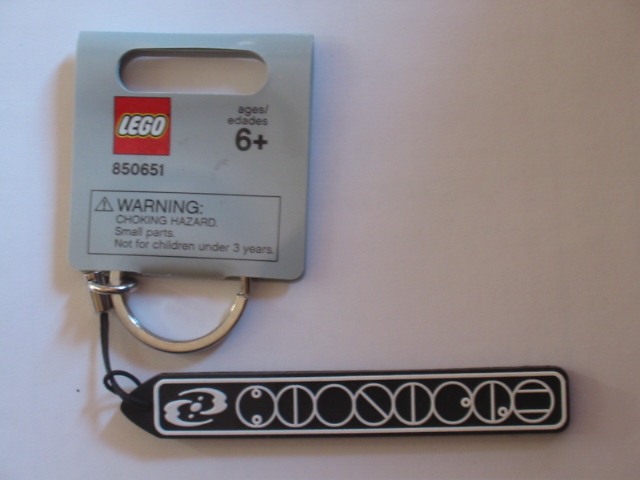 LEGO
ages/
edades
6+
850651
⚠ WARNING:
CHOKING HAZARD.
Small parts.
Not for children under 3 years.